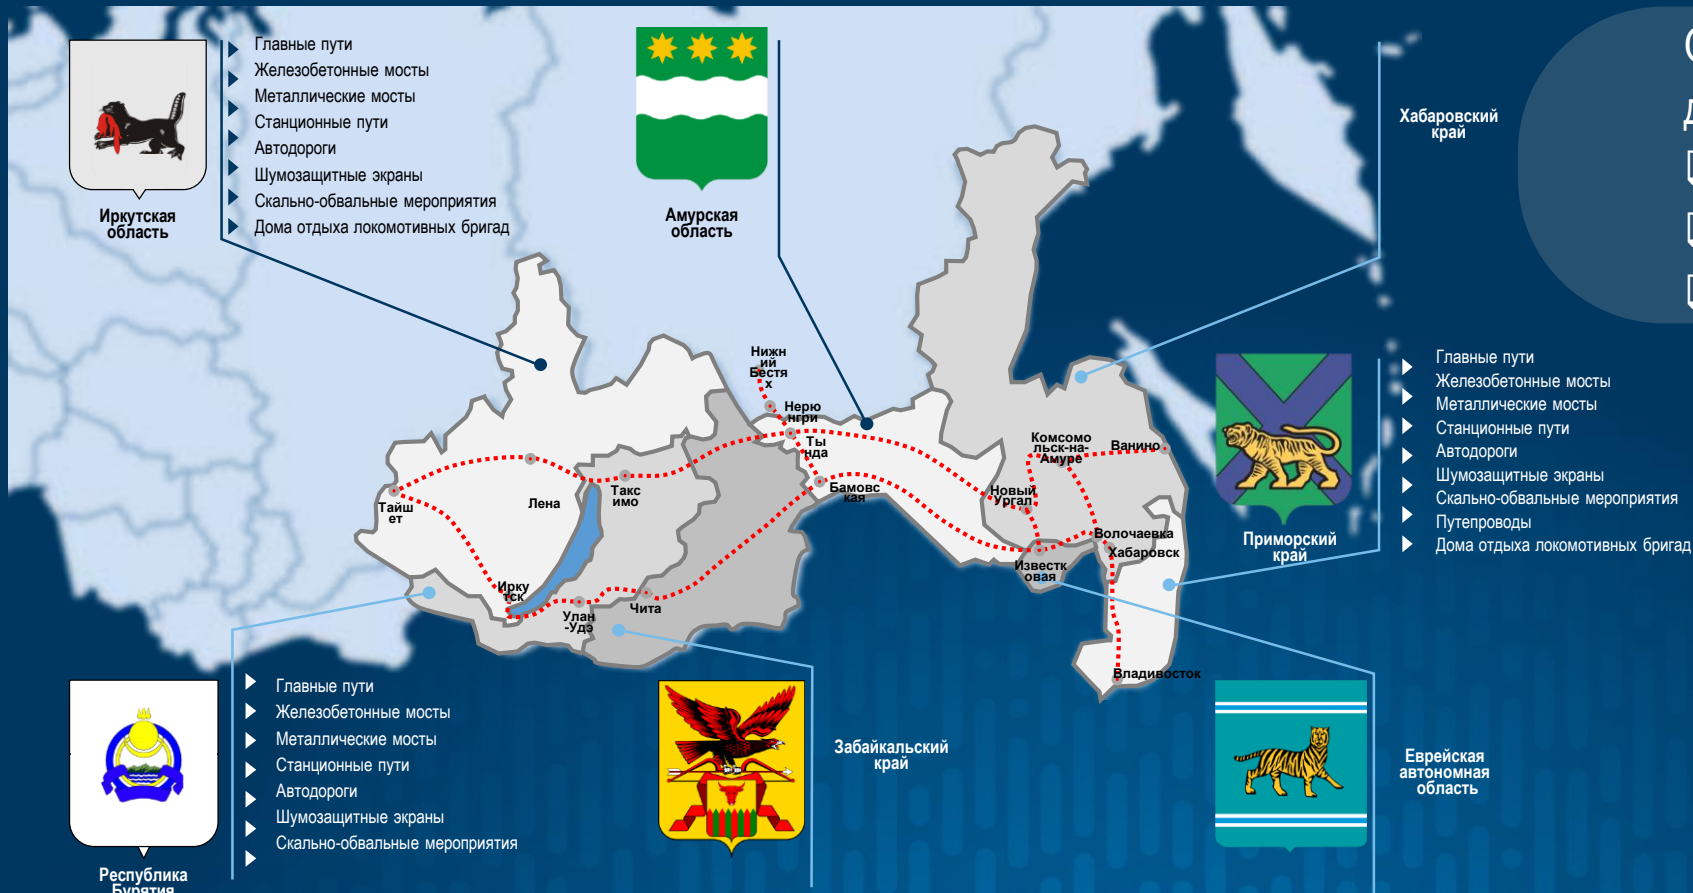 Главные пути
Железобетонные мосты
Металлические мосты
Станционные пути
Автодороги
Шумозащитные экраны
Скально-обвальные мероприятия
Дома отдыха локомотивных бригад
Иркутская
область
Амурская
область
Хабаровский
край
Нижн
ий
Бестя
х
Нерю
нгри
Ты
нда
Бамовс
кая
Тайш
ет
Лена
Такс
имо
Ирку
тск
Улан
-Удэ
Чита
Комсомо
льск-на-
Амуре
Ванино
Новый
Ургал
Волочаевка
Хабаровск
Известк
овая
Владивосток
Приморский
край
Главные пути
Железобетонные мосты
Металлические мосты
Станционные пути
Автодороги
Шумозащитные экраны
Скально-обвальные мероприятия
Путепроводы
Дома отдыха локомотивных бригад
Главные пути
Железобетонные мосты
Металлические мосты
Станционные пути
Автодороги
Шумозащитные экраны
Скально-обвальные мероприятия
Республика
Бурятия
Забайкальский
край
Еврейская
автономная
область